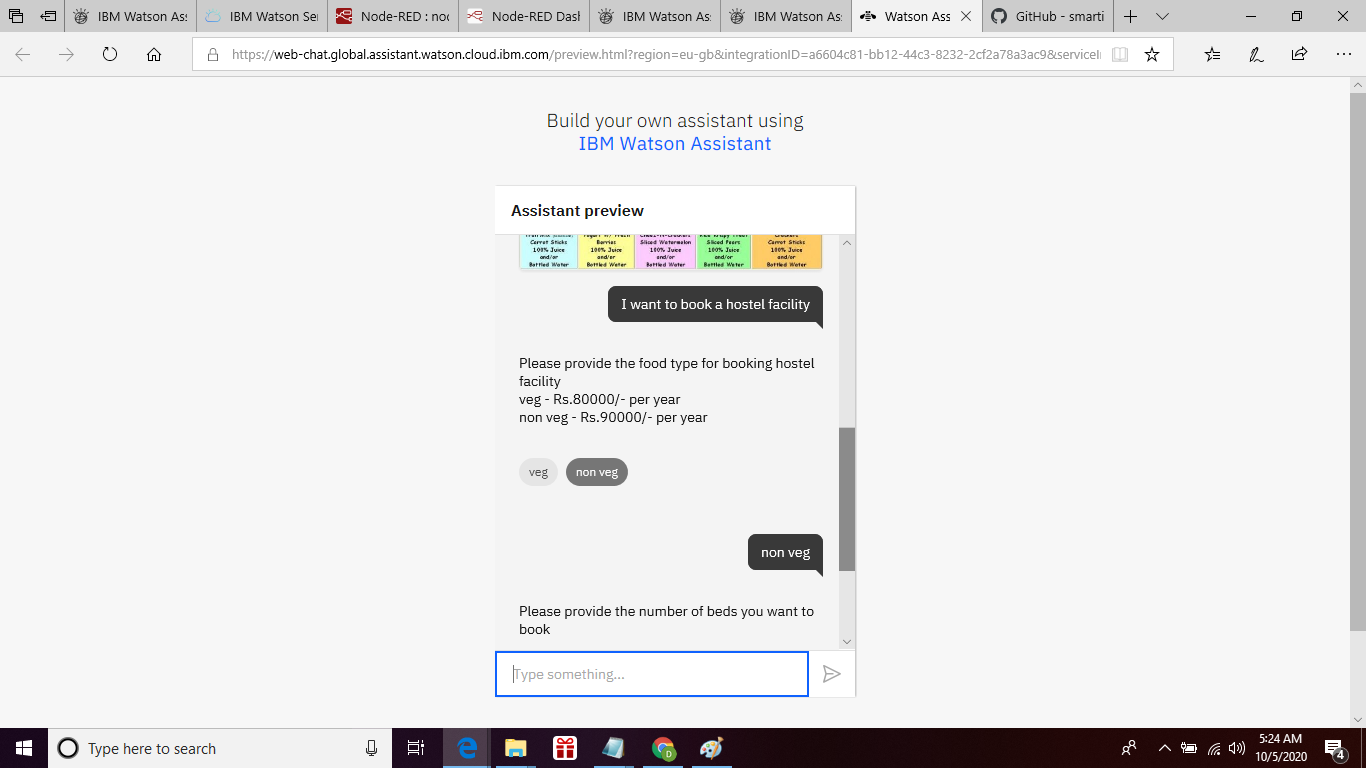 IBM Watson Ass
IBM Watson Ser
Node-RED : nod
Node-RED Dash
IBM Watson Ass
IBM Watson Ass
Watson Ass
GitHub - smarti
https://web-chat.global.assistant.watson.cloud.ibm.com/preview.html?region=eu-gb&integrationID=a6604c81-bb12-44c3-8232-2cf2a78a3ac9&serviceI
Build your own assistant using
IBM Watson Assistant
Assistant preview
Carrot Sticks
100% Juice
and/or
Bottled Water
Berries
100% Juice
and/or
Bottled Water
Sliced Watermelon
100% Juice
and/or
Bottled Water
Sliced Pears
100% Juice
and/or
Bottled Water
Carrot Sticks
100% Juice
and/or
Bottled Water
I want to book a hostel facility
Please provide the food type for booking hostel
facility
veg - Rs.80000/- per year
non veg - Rs.90000/- per year
veg
non veg
non veg
Please provide the number of beds you want to
book
Type something...
Type here to search
D
5:24 AM
10/5/2020
4